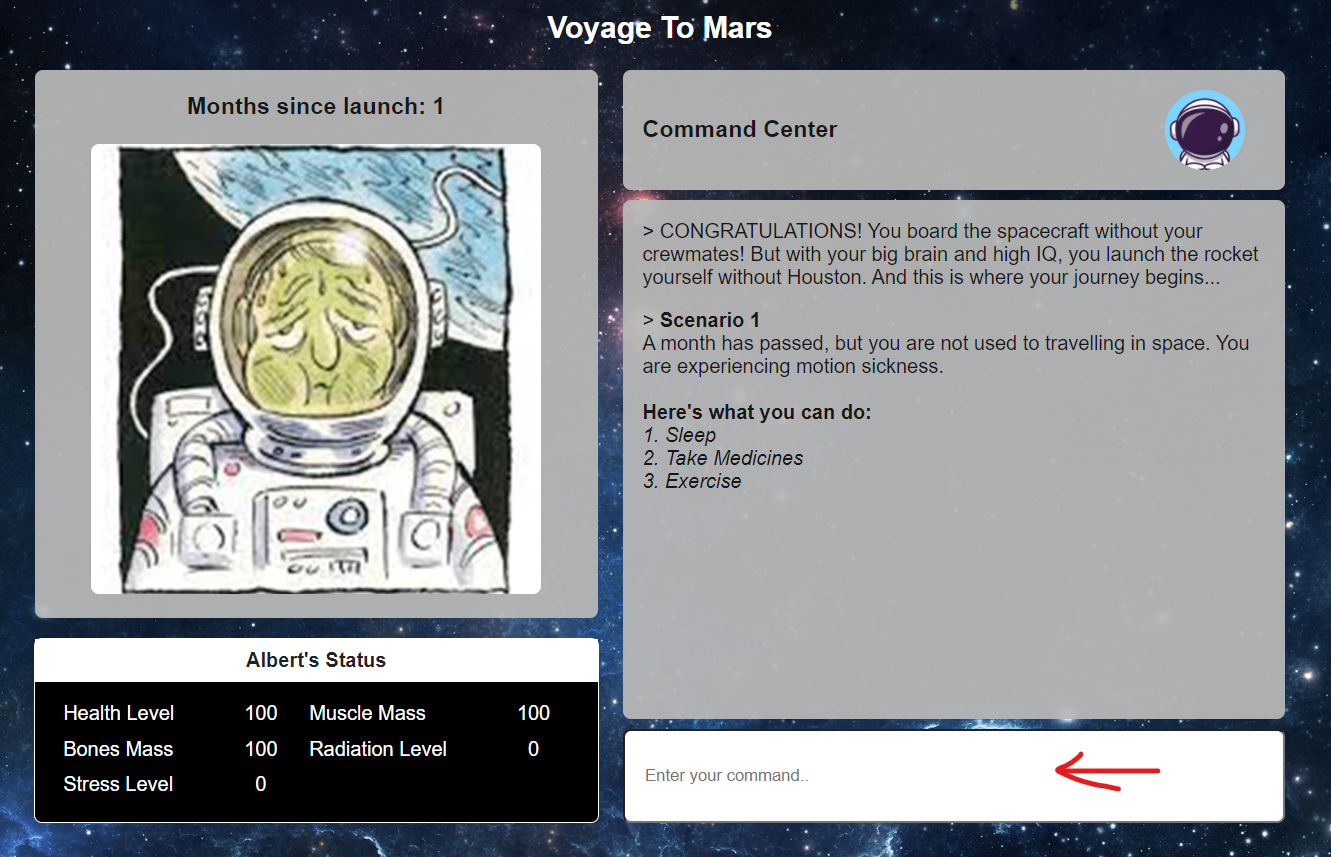 Voyage To Mars
Months since launch: 1
Albert's Status
Health Level 100 Muscle Mass 100
Bones Mass 100 Radiation Level 0
Stress Level 0
Command Center
> CONGRATULATIONS! You board the spacecraft without your
crewmates! But with your big brain and high IQ, you launch the rocket
yourself without Houston. And this is where your journey begins...
> Scenario 1
A month has passed, but you are not used to travelling in space. You
are experiencing motion sickness.
Here's what you can do:
1. Sleep
2. Take Medicines
3. Exercise
Enter your command..